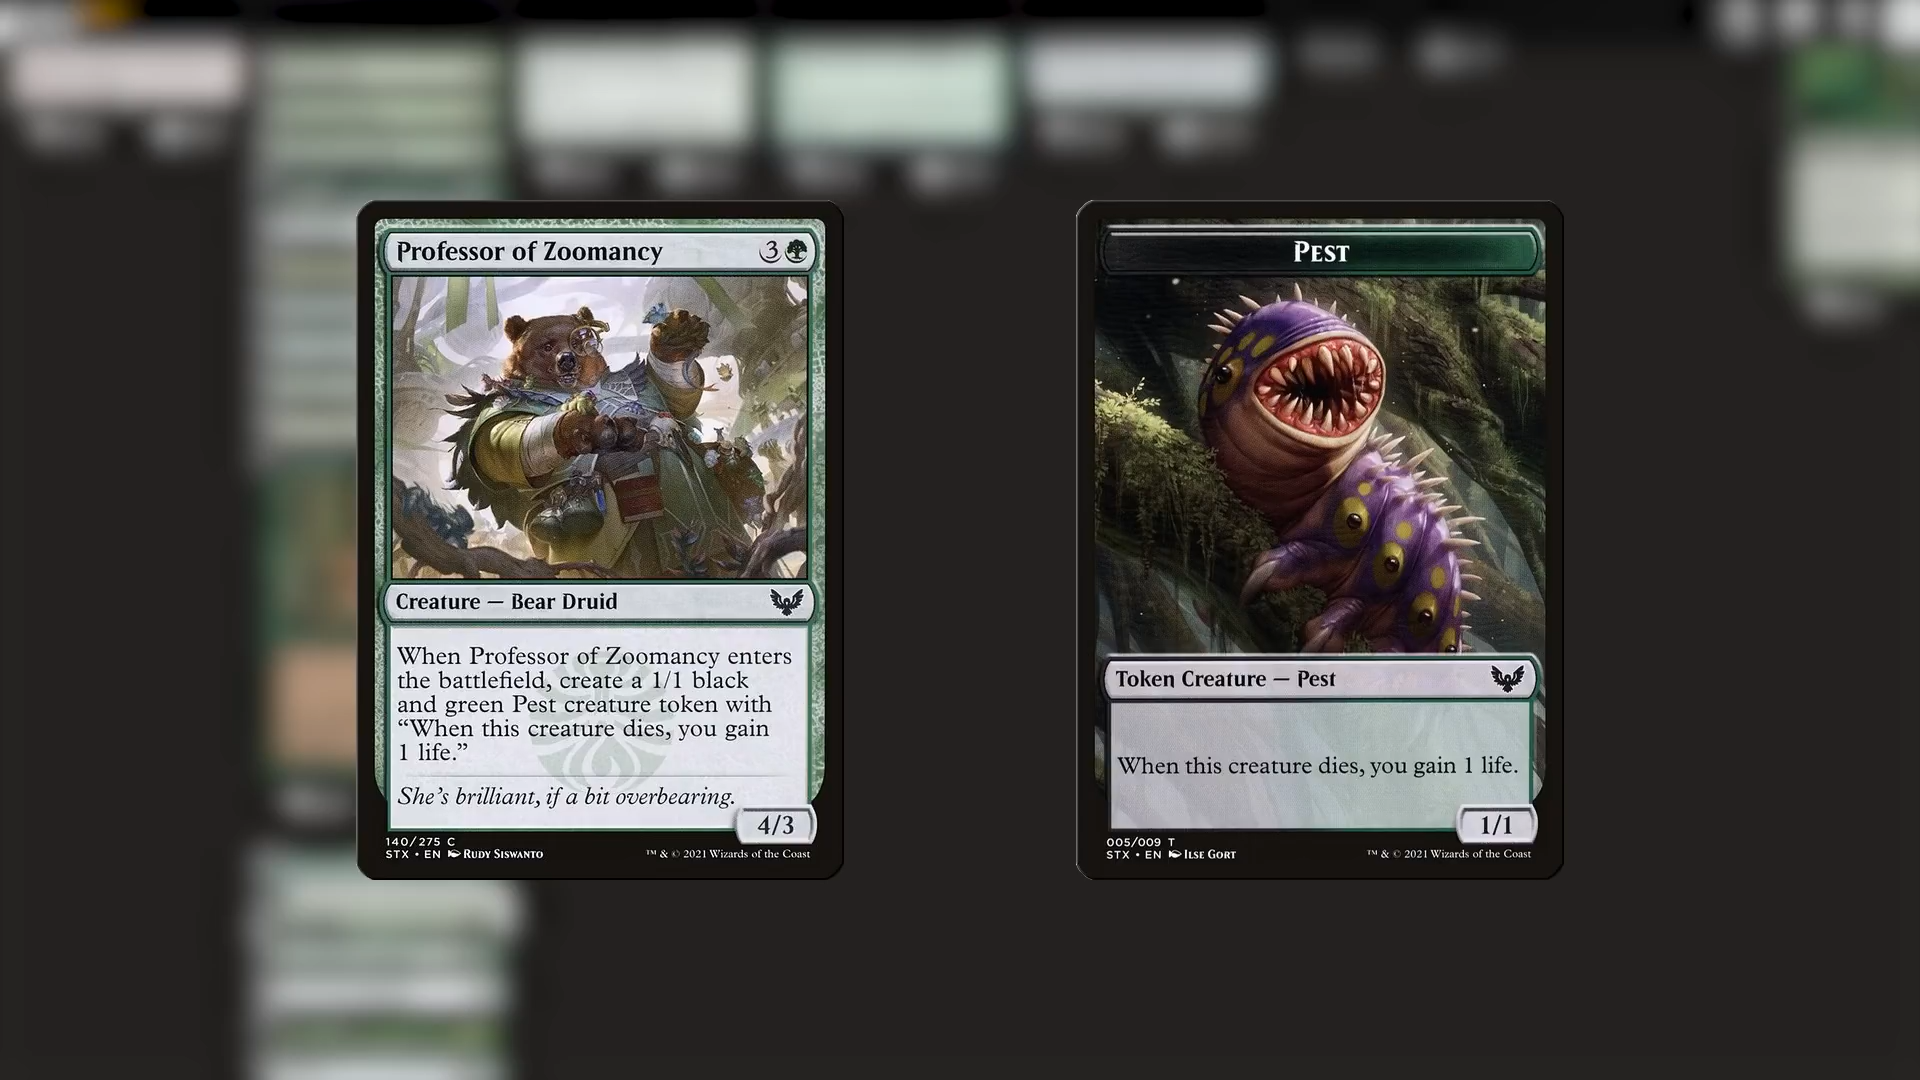 Professor of Zoomancy 3
Creature — Bear Druid
When Professor of Zoomancy enters
the battlefield, create a 1/1 black
and green Pest creature token with
“When this creature dies, you gain
1 life.”
She's brilliant, if a bit overbearing.
4/3
140/275 C
STX • EN RUDY SISWANTO
™ & © 2021 Wizards of the Coast
PEST
Token Creature — Pest
When this creature dies, you gain 1 life.
1/1
005/009 T
STX • EN ILSE GORT
™ & © 2021 Wizards of the Coast